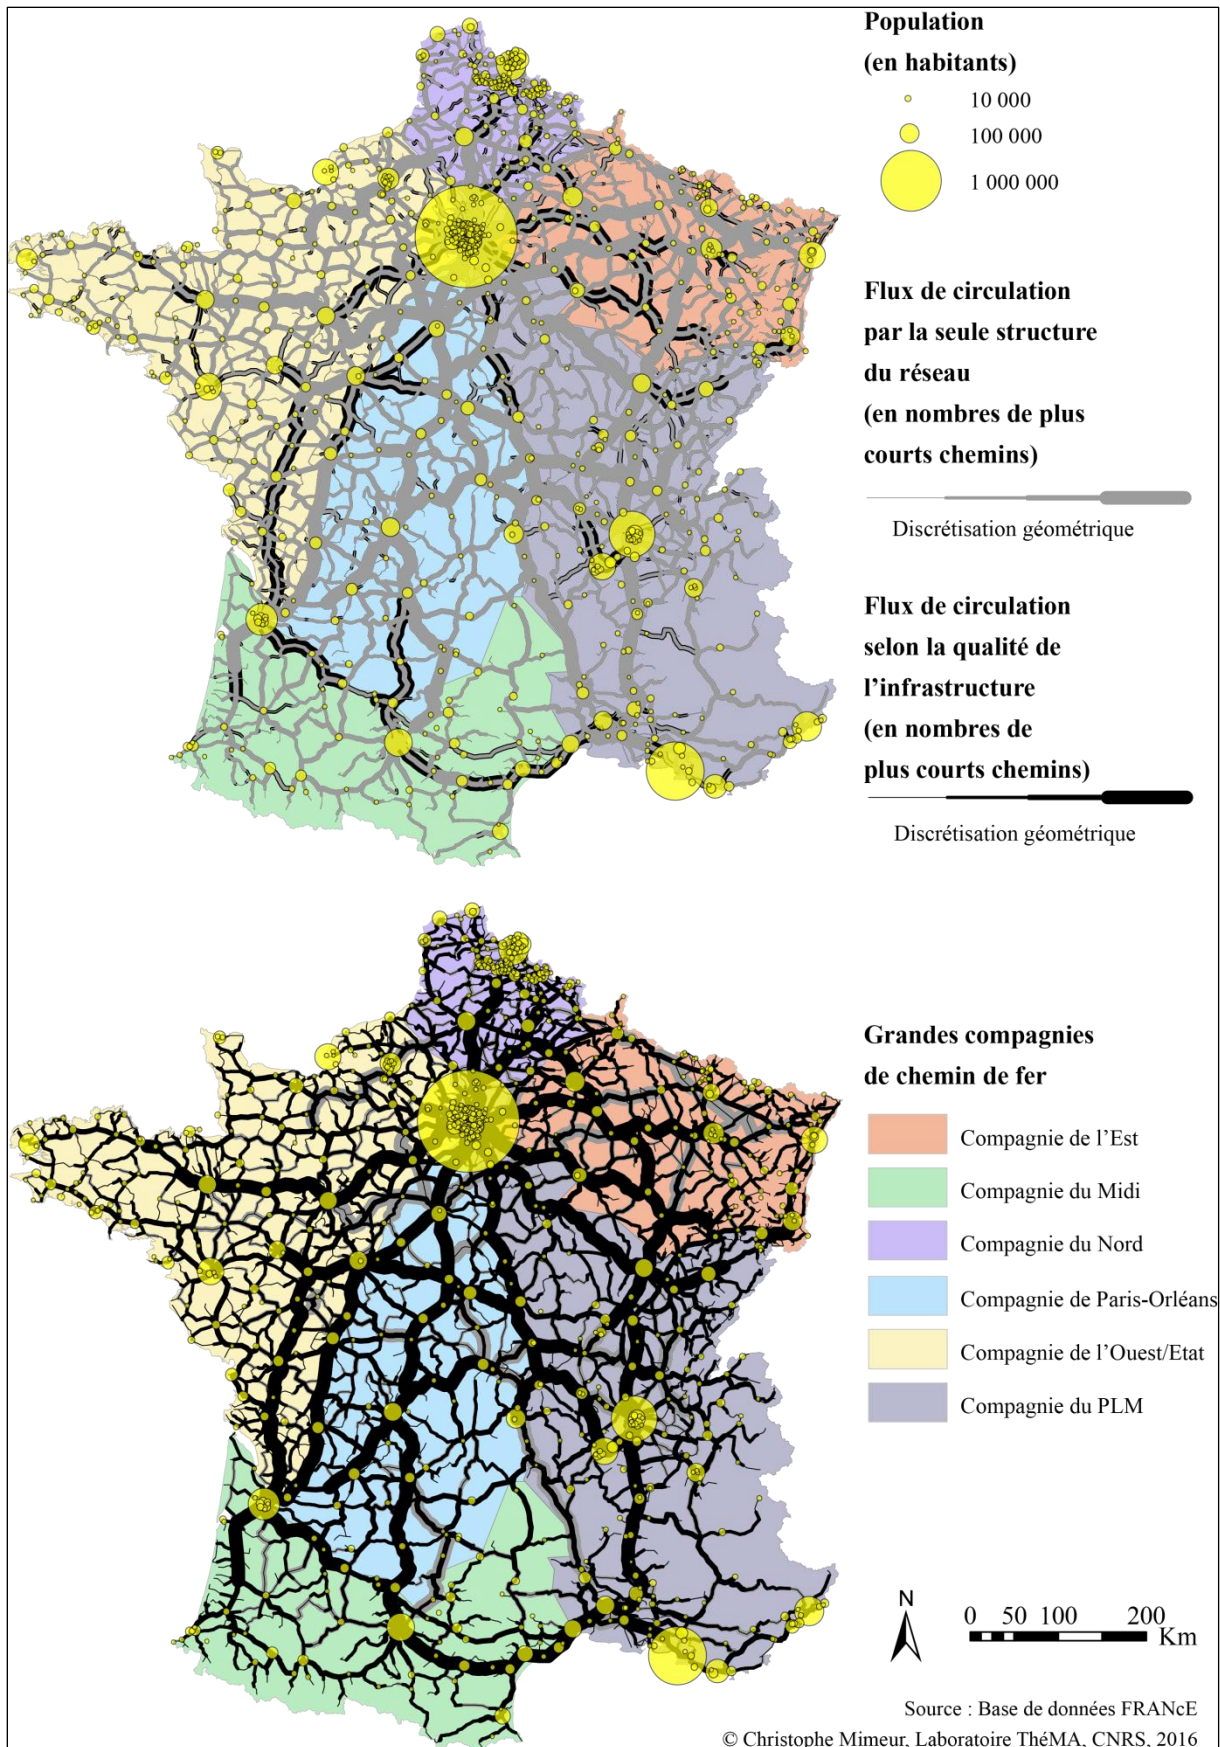 Population
(en habitants)
10 000
100 000
1 000 000
Flux de circulation
par la seule structure
du réseau
(en nombres de plus
courts chemins)
Discrétisation géométrique
Flux de circulation
selon la qualité de
l’infrastructure
(en nombres de
plus courts chemins)
Discrétisation géométrique
Grandes compagnies
de chemin de fer
Compagnie de l’Est
Compagnie du Midi
Compagnie du Nord
Compagnie de Paris-Orléans
Compagnie de l’Ouest/Etat
Compagnie du PLM
N
0 50 100 200
Km
Source : Base de données FRANcE
© Christophe Mimeur, Laboratoire ThéMA, CNRS, 2016